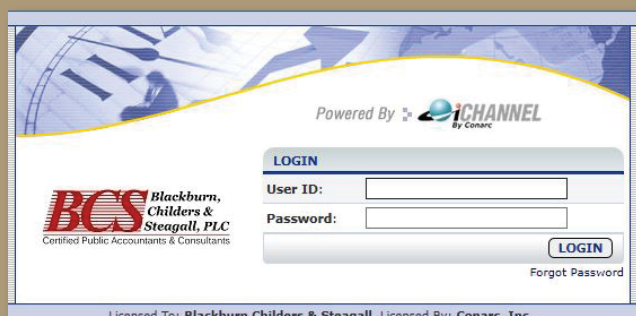 Powered By iCHANNEL
By Conarc
LOGIN
User ID:
Password:
LOGIN
Forgot Password
BCS Blackburn,
Childers &
Steagall, PLC
Certified Public Accountants & Consultants
Licensed To: Blackburn Childers & Steagall Licensed By: Conarc, Inc.